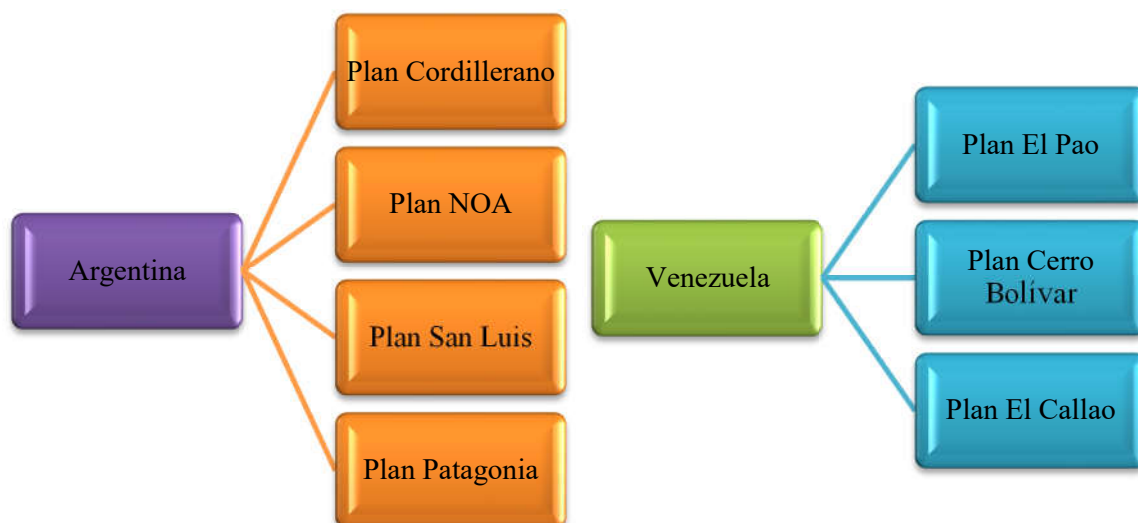 Argentina
Plan Cordillerano
Plan NOA
Plan San Luis
Plan Patagonia
Venezuela
Plan El Pao
Plan Cerro
Bolívar
Plan El Callao